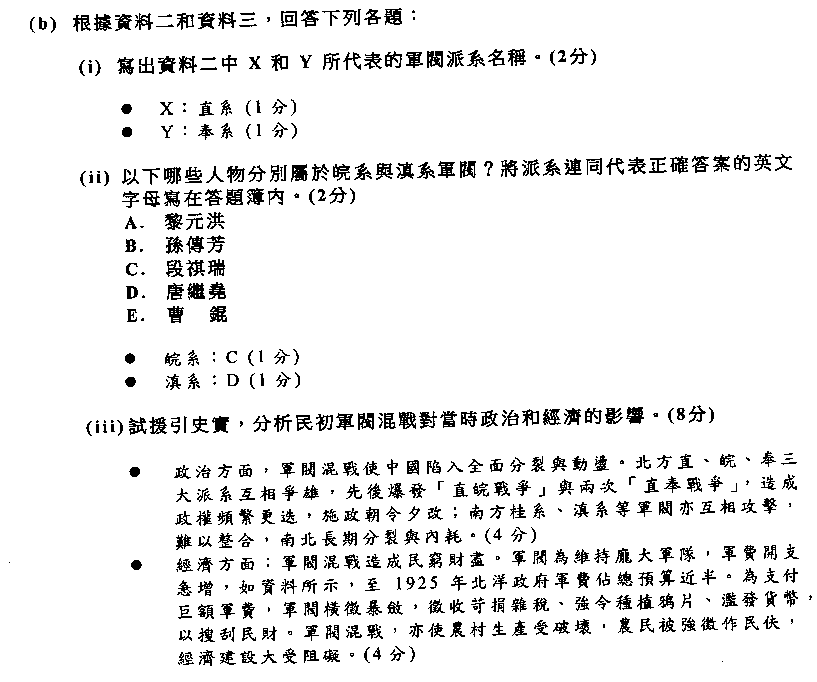 (b) 根據資料二和資料三，回答下列各題：
(i) 寫出資料二中 X 和 Y 所代表的軍閥派系名稱。(2分)
● X：直系 (1 分)
● Y：奉系 (1 分)
(ii) 以下哪些人物分別屬於皖系與滇系軍閥？將派系連同代表正確答案的英文
字母寫在答題簿內。(2分)
A. 黎元洪
B. 孫傳芳
C. 段祺瑞
D. 唐繼堯
E. 曹　錕
● 皖系：C (1 分)
● 滇系：D (1 分)
(iii) 試援引史實，分析民初軍閥混戰對當時政治和經濟的影響。(8分)
● 政治方面，軍閥混戰使中國陷入全面分裂與動盪。北方直、皖、奉三
大派系互相爭雄，先後爆發「直皖戰爭」與兩次「直奉戰爭」，造成
政權頻繁更迭，施政朝令夕改；南方桂系、滇系等軍閥亦互相攻擊，
難以整合，南北長期分裂與內耗。(4 分)
● 經濟方面：軍閥混戰造成民窮財盡。軍閥為維持龐大軍隊，軍費開支
急增，如資料所示，至 1925 年北洋政府軍費佔總預算近半。為支付
巨額軍費，軍閥橫徵暴斂，徵收苛捐雜稅、強令種植鴉片、濫發貨幣，
以搜刮民財。軍閥混戰，亦使農村生產受破壞，農民被強徵作民伕，
經濟建設大受阻礙。(4 分)